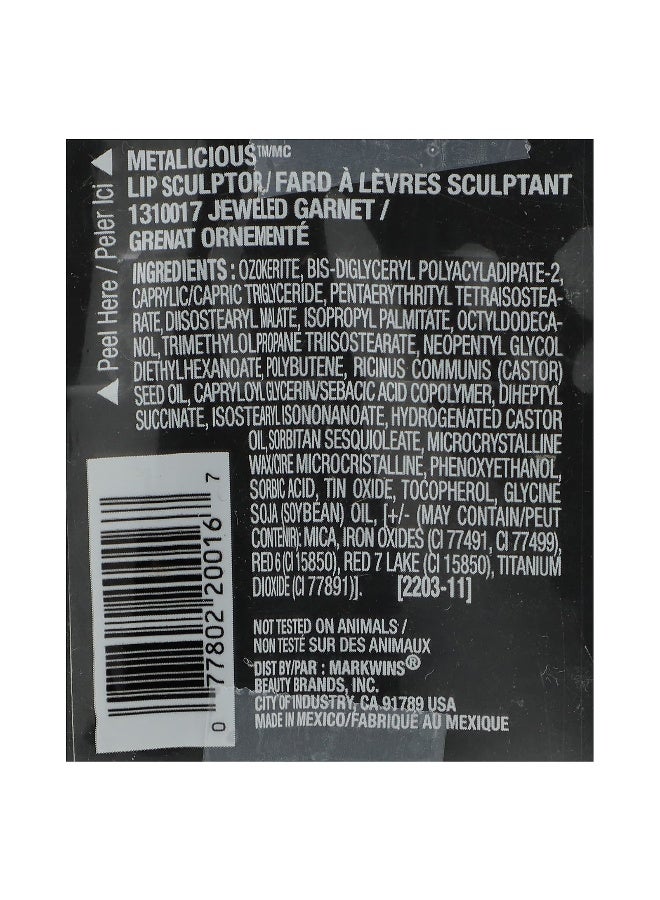 METALICIOUS™/MC
LIP SCULPTOR/ FARD À LÈVRES SCULPTANT
1310017 JEWELED GARNET /
GRENAT ORNEMENTÉ
Peel Here / Peler Ici
INGREDIENTS : OZOKERITE, BIS-DIGLYCERYL POLYACYLADIPATE-2,
CAPRYLIC/CAPRIC TRIGLYCERIDE, PENTAERYTHRITYL TETRAISOSTEA-
RATE, DIISOSTEARYL MALATE, ISOPROPYL PALMITATE, OCTYLDODECA-
NOL, TRIMETHYLOLPROPANE TRIISOSTEARATE, NEOPENTYL GLYCOL
DIETHYLHEXANOATE, POLYBUTENE, RICINUS COMMUNIS (CASTOR)
SEED OIL, CAPRYLOYL GLYCERIN/SEBACIC ACID COPOLYMER, DIHEPTYL
SUCCINATE, ISOSTEARYL ISONONANOATE, HYDROGENATED CASTOR
OIL, SORBITAN SESQUIOLEATE, MICROCRYSTALLINE
WAX/CIRE MICROCRISTALLINE, PHENOXYETHANOL,
SORBIC ACID, TIN OXIDE, TOCOPHEROL, GLYCINE
SOJA (SOYBEAN) OIL, [+/- (MAY CONTAIN/PEUT
CONTENIR): MICA, IRON OXIDES (CI 77491, CI 77499),
RED 6 (CI 15850), RED 7 LAKE (CI 15850), TITANIUM
DIOXIDE (CI 77891)]. [2203-11]
NOT TESTED ON ANIMALS /
NON TESTÉ SUR DES ANIMAUX
DIST BY/PAR : MARKWINS®
BEAUTY BRANDS, INC.
CITY OF INDUSTRY, CA 91789 USA
MADE IN MEXICO/FABRIQUÉ AU MEXIQUE
0 77802 20016 7